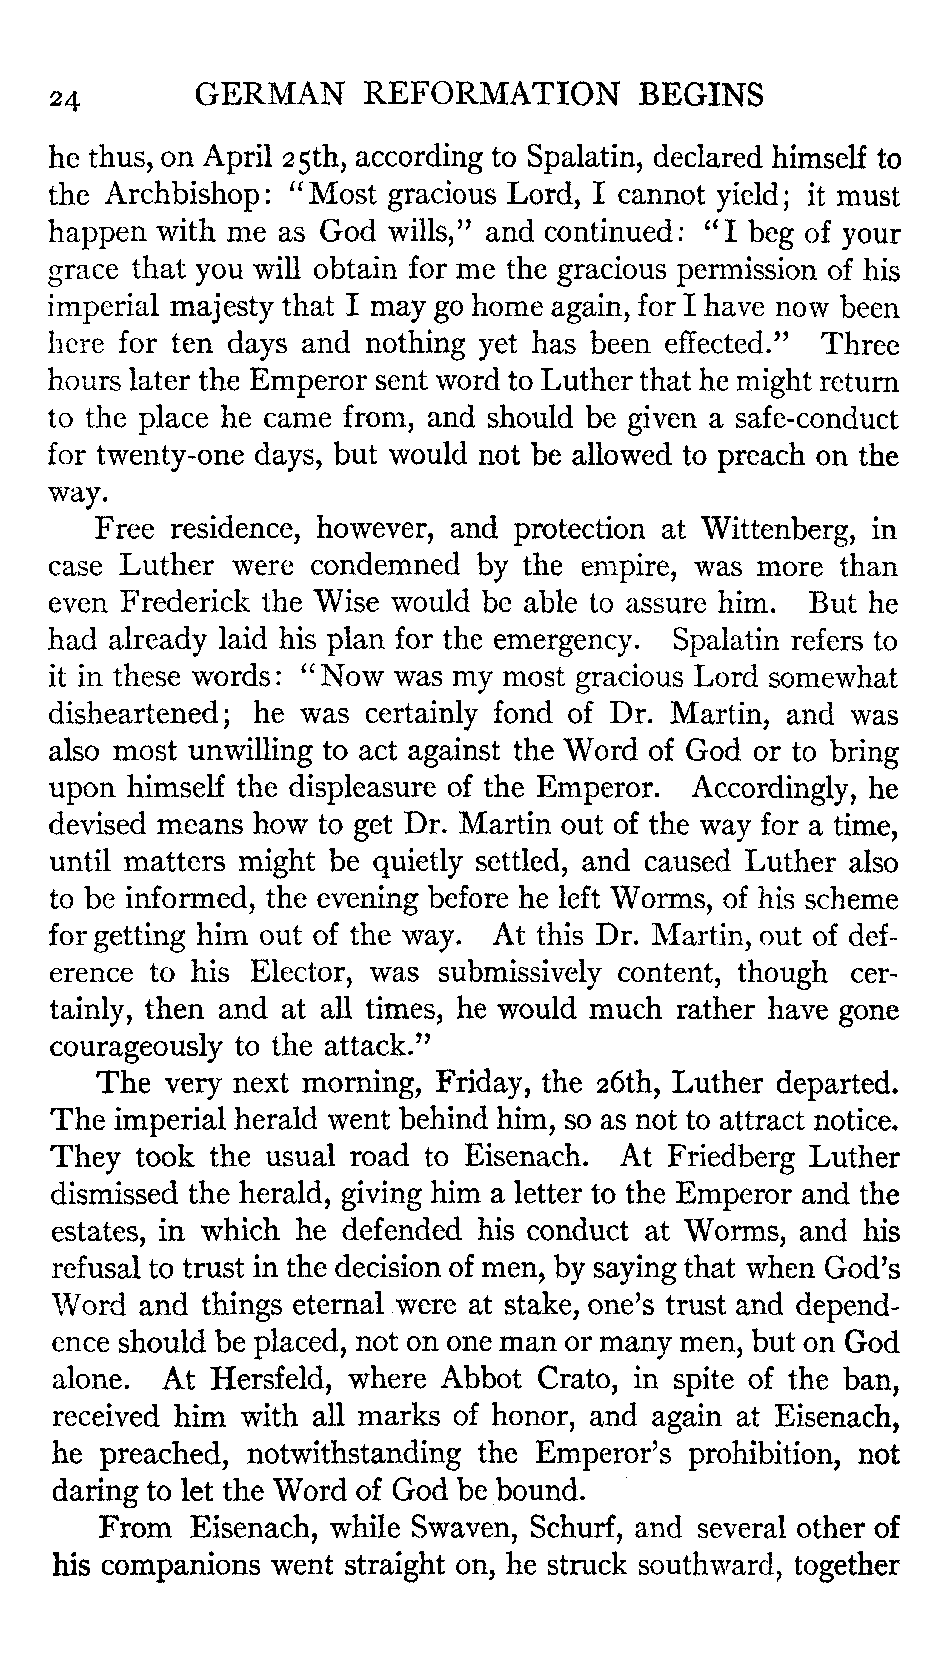 24 GERMAN REFORMATION BEGINS
he thus, on April 25th, according to Spalatin, declared himself to
the Archbishop: “Most gracious Lord, I cannot yield; it must
happen with me as God wills,” and continued: “I beg of your
grace that you will obtain for me the gracious permission of his
imperial majesty that I may go home again, for I have now been
here for ten days and nothing yet has been effected.” Three
hours later the Emperor sent word to Luther that he might return
to the place he came from, and should be given a safe-conduct
for twenty-one days, but would not be allowed to preach on the
way.
Free residence, however, and protection at Wittenberg, in
case Luther were condemned by the empire, was more than
even Frederick the Wise would be able to assure him. But he
had already laid his plan for the emergency. Spalatin refers to
it in these words: “Now was my most gracious Lord somewhat
disheartened; he was certainly fond of Dr. Martin, and was
also most unwilling to act against the Word of God or to bring
upon himself the displeasure of the Emperor. Accordingly, he
devised means how to get Dr. Martin out of the way for a time,
until matters might be quietly settled, and caused Luther also
to be informed, the evening before he left Worms, of his scheme
for getting him out of the way. At this Dr. Martin, out of def-
erence to his Elector, was submissively content, though cer-
tainly, then and at all times, he would much rather have gone
courageously to the attack.”
The very next morning, Friday, the 26th, Luther departed.
The imperial herald went behind him, so as not to attract notice.
They took the usual road to Eisenach. At Friedberg Luther
dismissed the herald, giving him a letter to the Emperor and the
estates, in which he defended his conduct at Worms, and his
refusal to trust in the decision of men, by saying that when God’s
Word and things eternal were at stake, one’s trust and depend-
ence should be placed, not on one man or many men, but on God
alone. At Hersfeld, where Abbot Crato, in spite of the ban,
received him with all marks of honor, and again at Eisenach,
he preached, notwithstanding the Emperor’s prohibition, not
daring to let the Word of God be bound.
From Eisenach, while Swaven, Schurf, and several other of
his companions went straight on, he struck southward, together